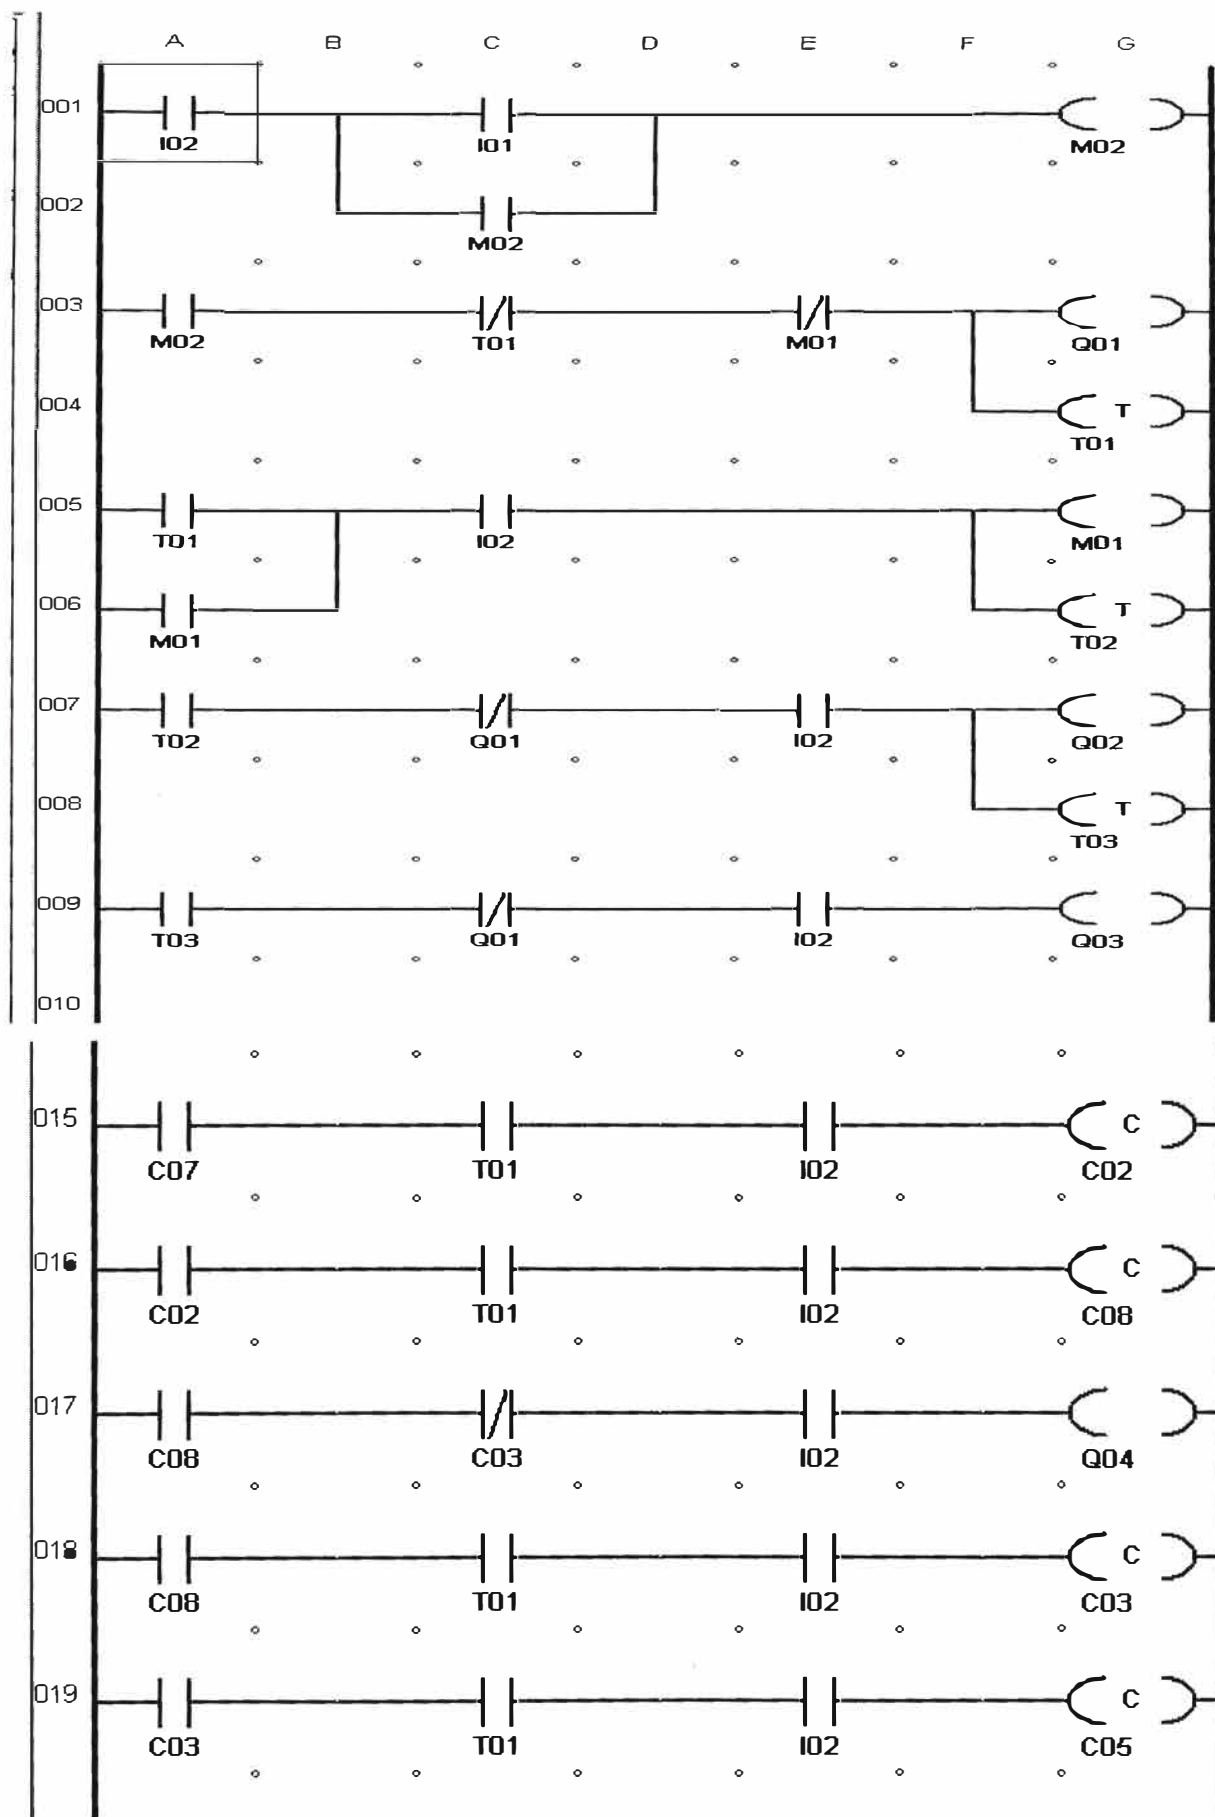 A B C D E F G
001
I02 I01 M02
002
M02
003
M02 T01 M01 Q01
004 T
T01
005
T01 I02 M01
006 T
M01 T02
007
T02 Q01 I02 Q02
008 T
T03
009
T03 Q01 I02 Q03
010
015 C
C07 T01 I02 C02
016 C
C02 T01 I02 C08
017
C08 C03 I02 Q04
018 C
C08 T01 I02 C03
019 C
C03 T01 I02 C05